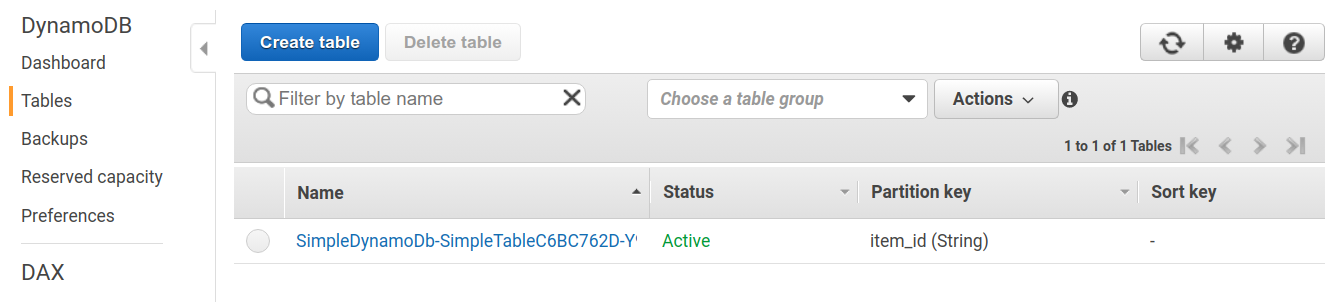 DynamoDB
Dashboard
Tables
Backups
Reserved capacity
Preferences
DAX
Create table Delete table
Filter by table name Choose a table group Actions
1 to 1 of 1 Tables
Name Status Partition key Sort key
SimpleDynamoDb-SimpleTableC6BC762D-Y Active item_id (String) -